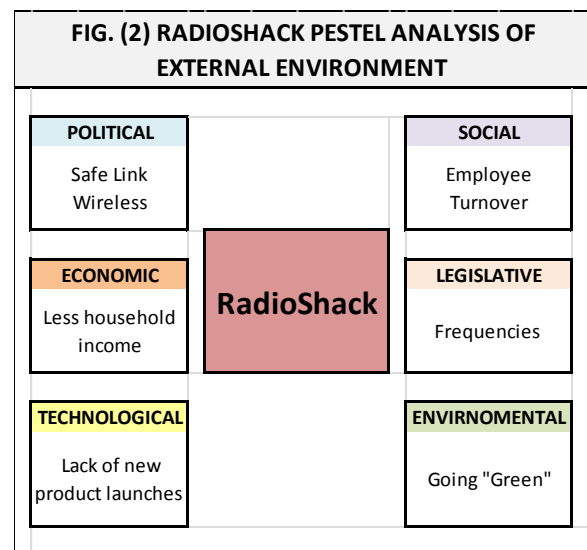 FIG. (2) RADIOSHACK PESTEL ANALYSIS OF
EXTERNAL ENVIRONMENT
POLITICAL
Safe Link
Wireless
SOCIAL
Employee
Turnover
ECONOMIC
Less household
income
RadioShack
LEGISLATIVE
Frequencies
TECHNOLOGICAL
Lack of new
product launches
ENVIRNOMENTAL
Going "Green"